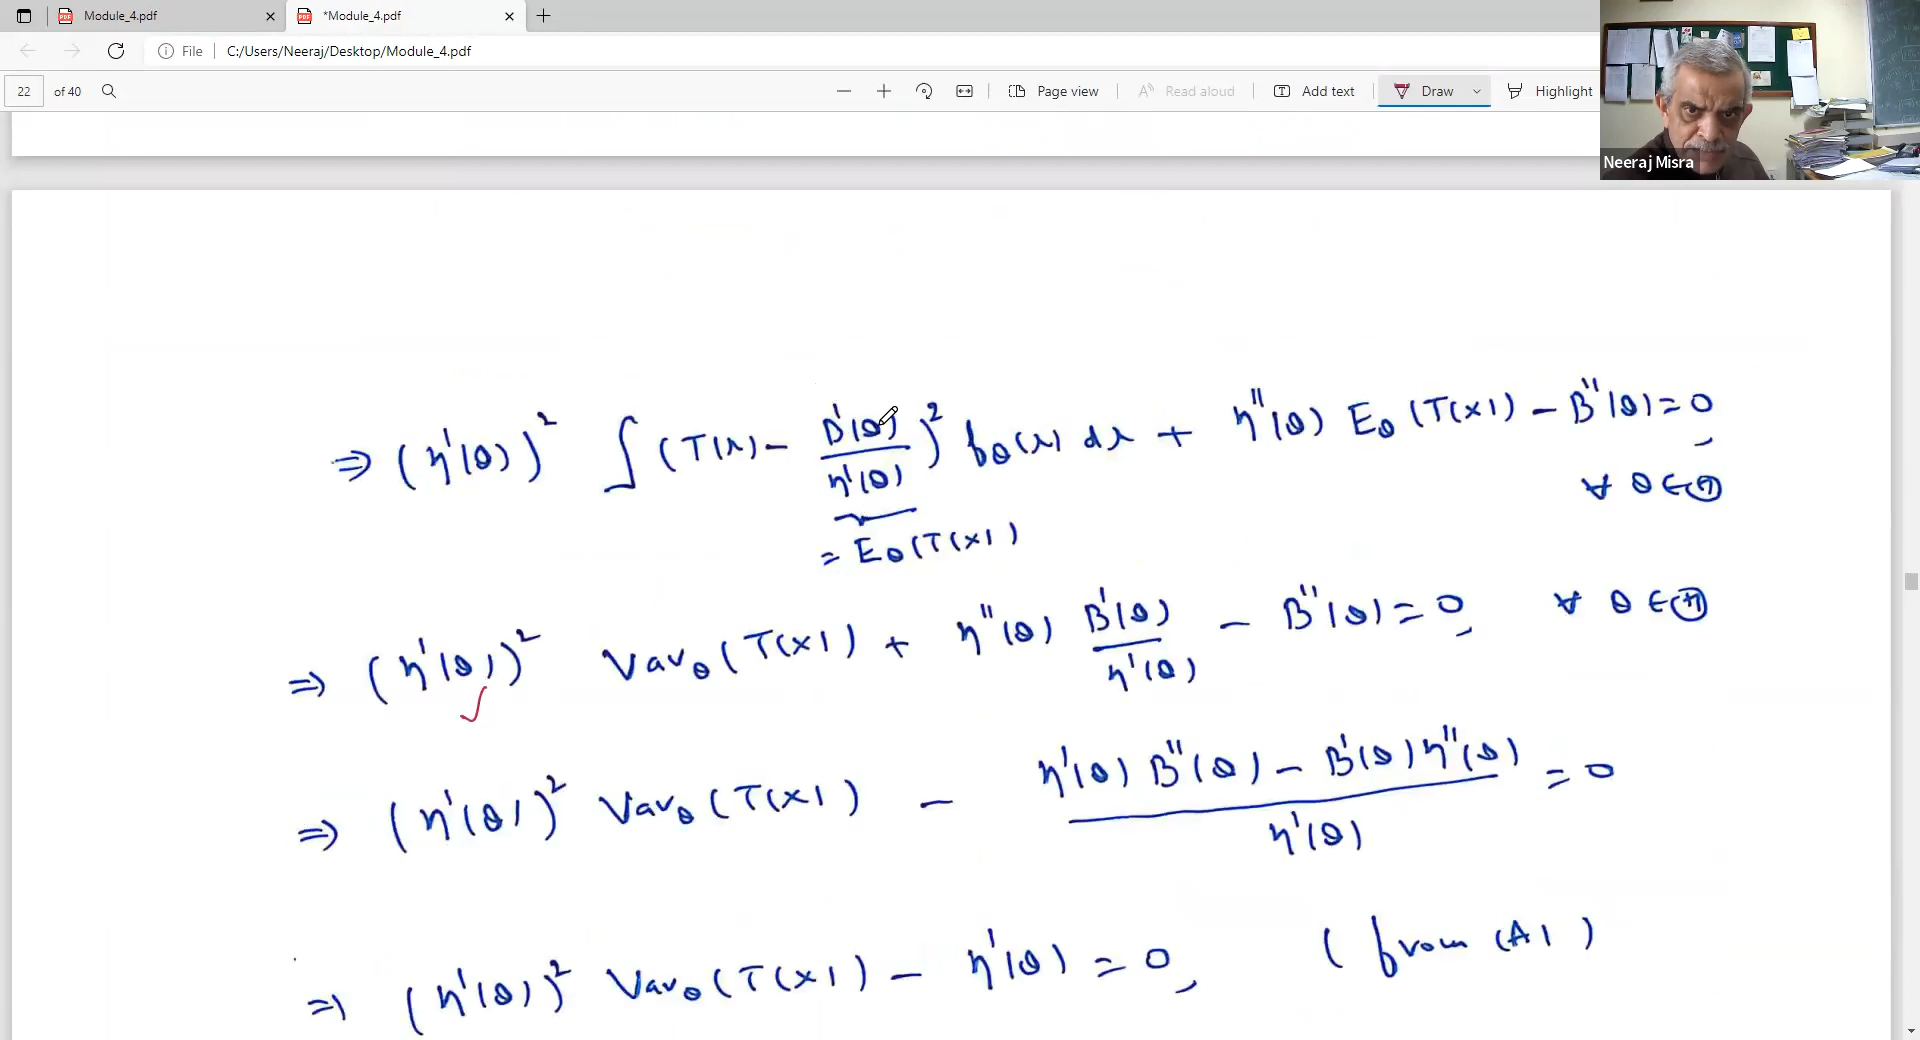 Module_4.pdf
*Module_4.pdf
File C:/Users/Neeraj/Desktop/Module_4.pdf
22 of 40 Page view Read aloud Add text Draw Highlight
Neeraj Misra
⇒ (η'(θ))² ∫ (T(x) − B'(θ)/η'(θ))² f_θ(x) dx + η''(θ) E_θ(T(X)) − B''(θ) = 0,
∀ θ ∈ Θ
= E_θ(T(X))
⇒ (η'(θ))² Var_θ(T(X)) + η''(θ) B'(θ)/η'(θ) − B''(θ) = 0, ∀ θ ∈ Θ
⇒ (η'(θ))² Var_θ(T(X)) − (η'(θ) B''(θ) − B'(θ) η''(θ))/η'(θ) = 0
⇒ (η'(θ))² Var_θ(T(X)) − η'(θ) = 0, (from (A))